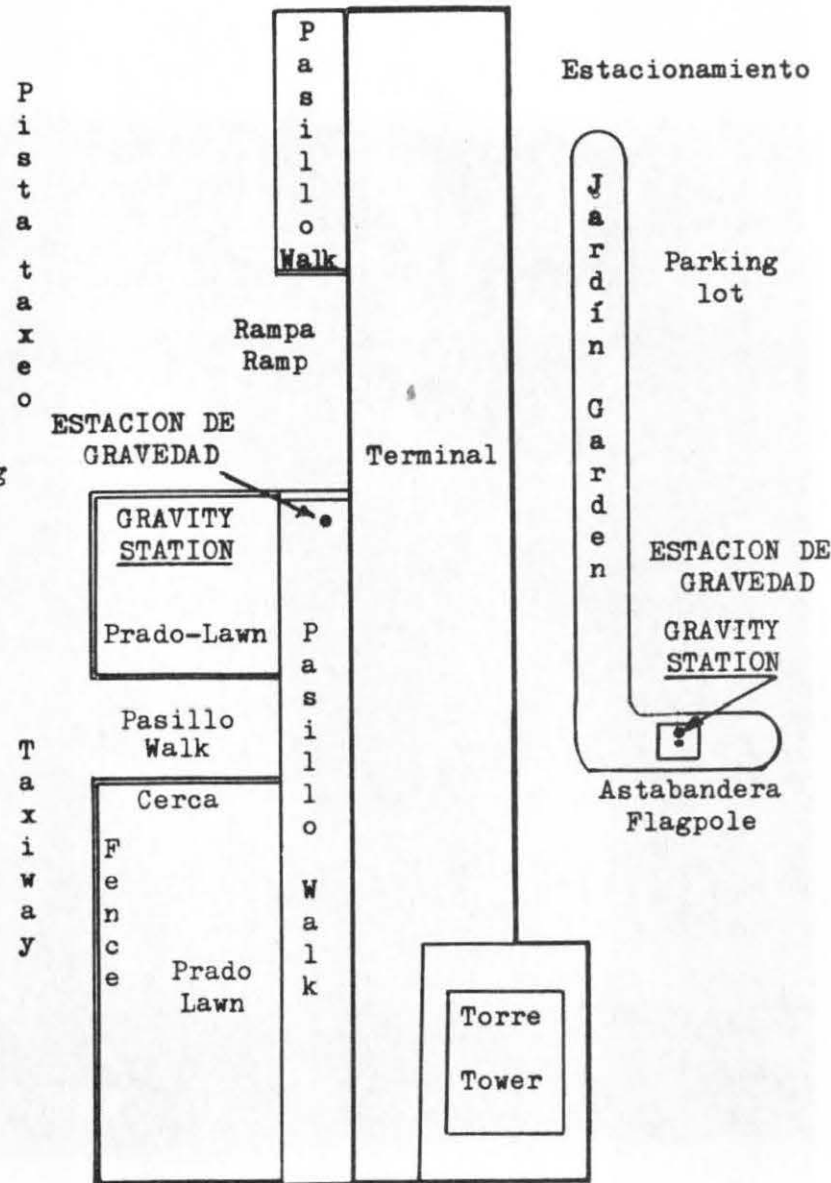 Pasillo
Walk
Estacionamiento
Pista taxeo
Jardín Garden
Parking
lot
Rampa
Ramp
ESTACION DE
GRAVEDAD
Terminal
g
GRAVITY
STATION
ESTACION DE
GRAVEDAD
GRAVITY
STATION
Prado-Lawn
Pasillo Walk
Pasillo
Walk
Taxiway
Cerca
Fence
Astabandera
Flagpole
Prado
Lawn
Torre
Tower